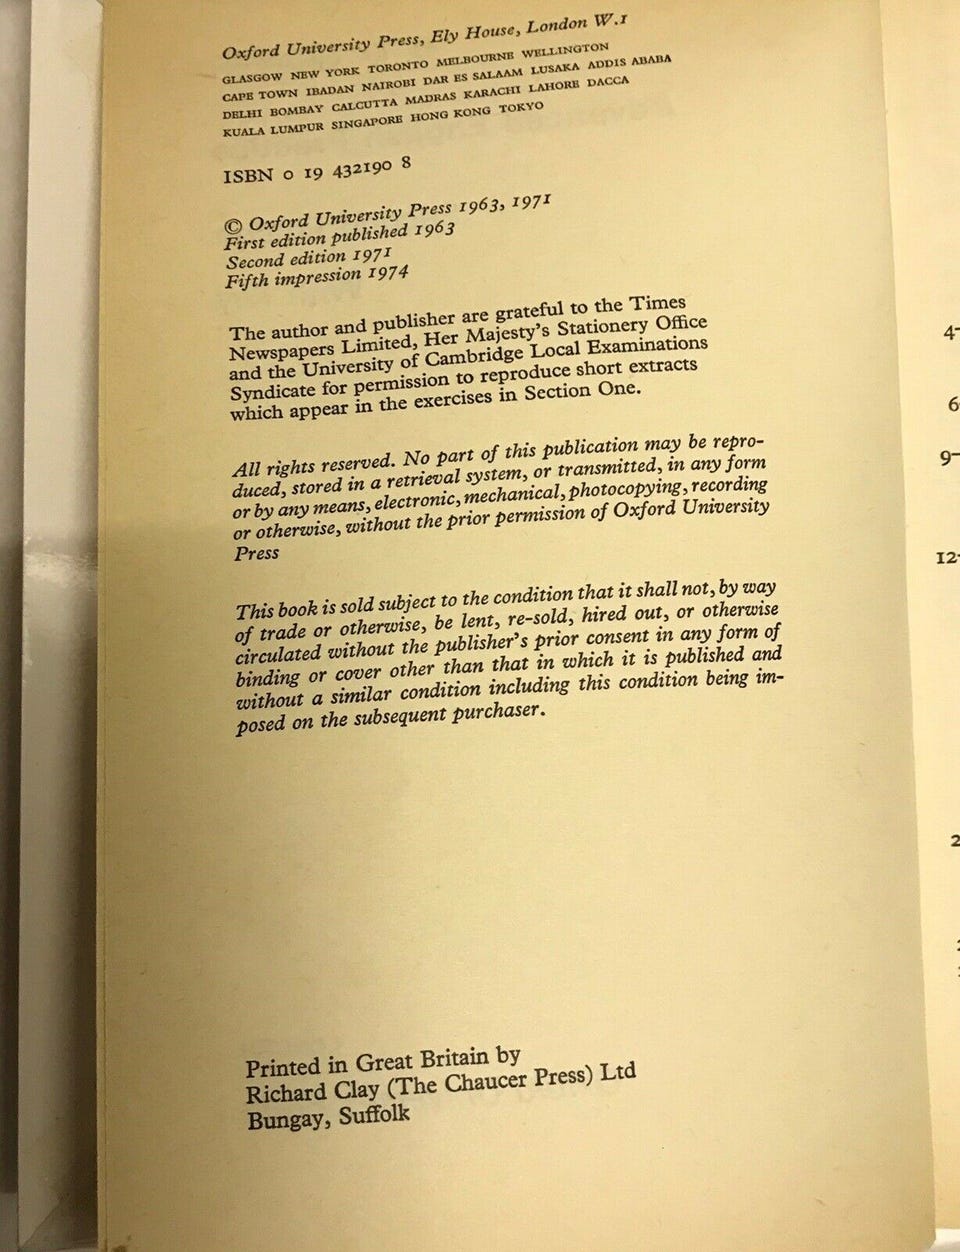 Oxford University Press, Ely House, London W.1
GLASGOW NEW YORK TORONTO MELBOURNE WELLINGTON
CAPE TOWN IBADAN NAIROBI DAR ES SALAAM LUSAKA ADDIS ABABA
DELHI BOMBAY CALCUTTA MADRAS KARACHI LAHORE DACCA
KUALA LUMPUR SINGAPORE HONG KONG TOKYO
ISBN 0 19 432190 8
© Oxford University Press 1963, 1971
First edition published 1963
Second edition 1971
Fifth impression 1974
The author and publisher are grateful to the Times
Newspapers Limited, Her Majesty's Stationery Office
and the University of Cambridge Local Examinations
Syndicate for permission to reproduce short extracts
which appear in the exercises in Section One.
All rights reserved. No part of this publication may be repro-
duced, stored in a retrieval system, or transmitted, in any form
or by any means, electronic, mechanical, photocopying, recording
or otherwise, without the prior permission of Oxford University
Press
This book is sold subject to the condition that it shall not, by way
of trade or otherwise, be lent, re-sold, hired out, or otherwise
circulated without the publisher's prior consent in any form of
binding or cover other than that in which it is published and
without a similar condition including this condition being im-
posed on the subsequent purchaser.
Printed in Great Britain by
Richard Clay (The Chaucer Press) Ltd
Bungay, Suffolk
4-
6
9-
12-
2